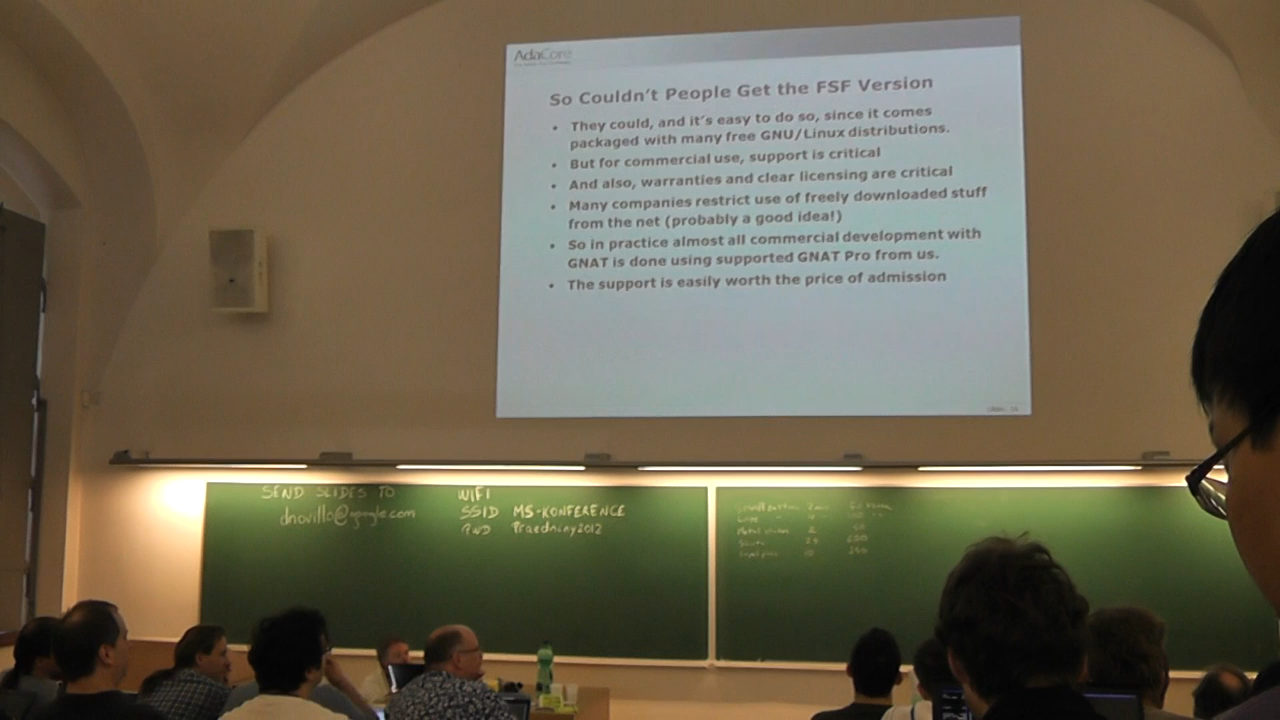 AdaCore
So Couldn't People Get the FSF Version
• They could, and it's easy to do so, since it comes
packaged with many free GNU/Linux distributions.
• But for commercial use, support is critical
• And also, warranties and clear licensing are critical
• Many companies restrict use of freely downloaded stuff
from the net (probably a good idea!)
• So in practice almost all commercial development with
GNAT is done using supported GNAT Pro from us.
• The support is easily worth the price of admission
SEND SLIDES TO
dnovillo@google.com
WIFI
SSID MS-KONFERENCE
PWD